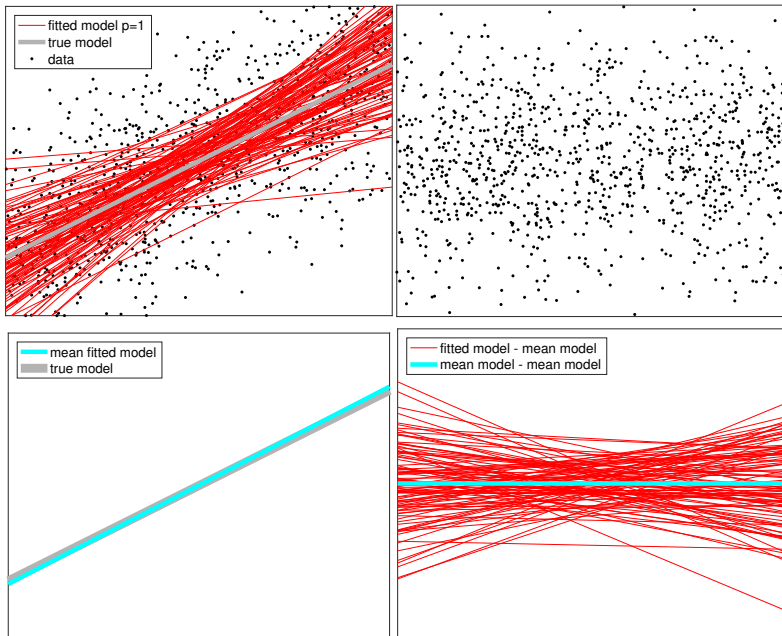 fitted model p=1
true model
data
mean fitted model
true model
fitted model - mean model
mean model - mean model